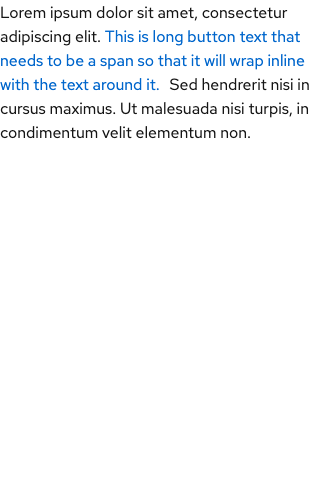 Lorem ipsum dolor sit amet, consectetur
adipiscing elit. This is long button text that
needs to be a span so that it will wrap inline
with the text around it. Sed hendrerit nisi in
cursus maximus. Ut malesuada nisi turpis, in
condimentum velit elementum non.